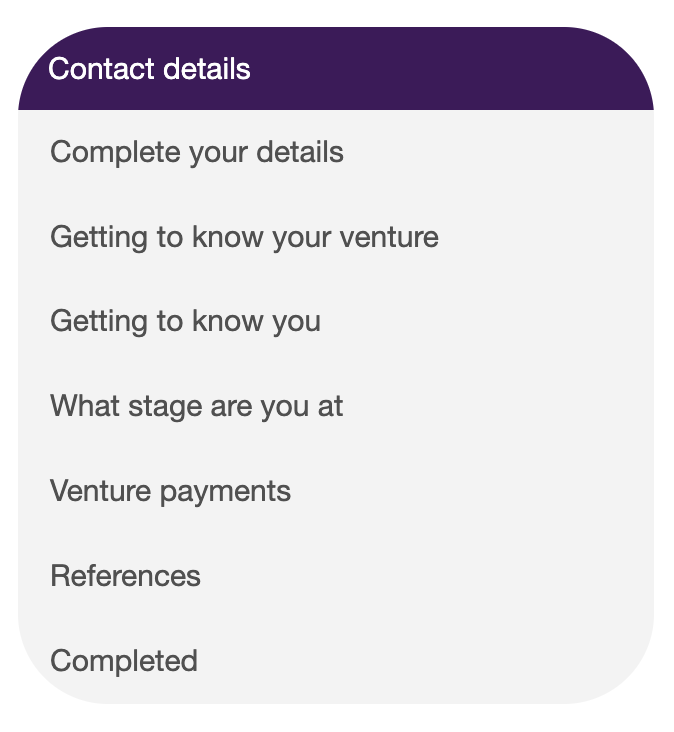 Contact details
Complete your details
Getting to know your venture
Getting to know you
What stage are you at
Venture payments
References
Completed